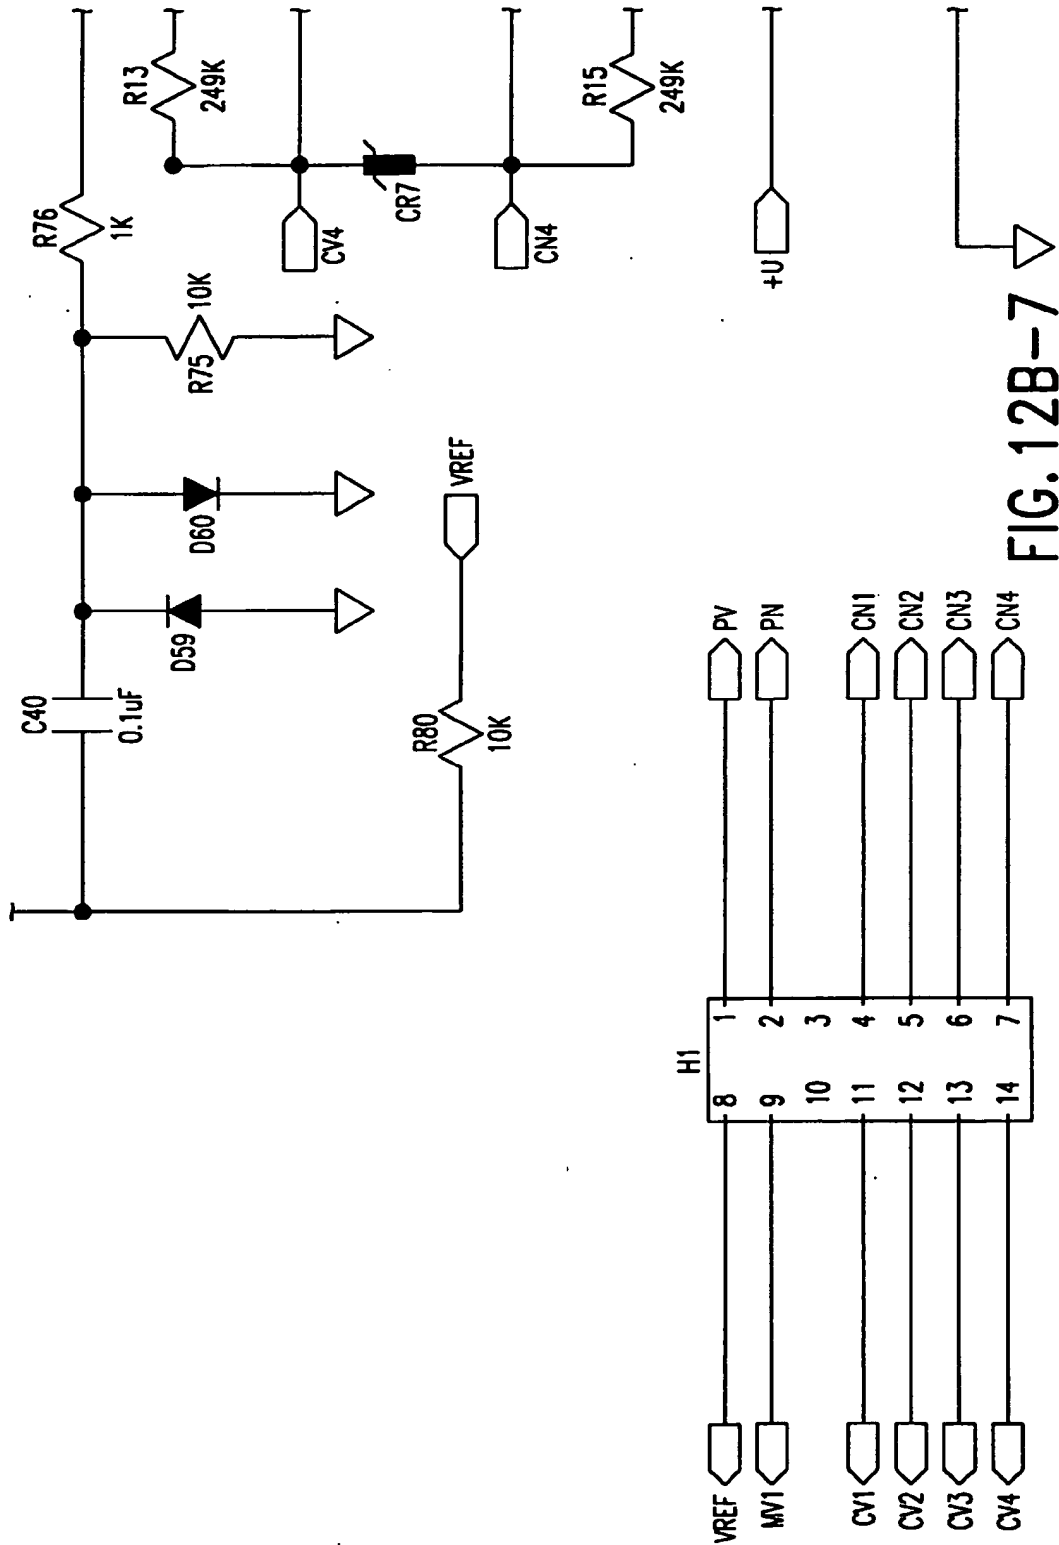 R76
1K
R13
249K
C40
0.1uF
D59
D60
R75
10K
CV4
CR7
CN4
R15
249K
R80
10K
VREF
+U
H1
VREF
8
1
PV
MV1
9
2
PN
10
3
CV1
11
4
CN1
CV2
12
5
CN2
CV3
13
6
CN3
CV4
14
7
CN4
FIG. 12B-7